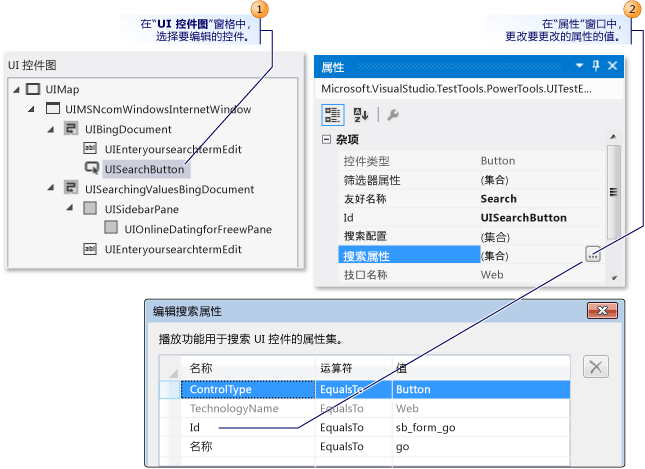 1
在“UI 控件图”窗格中，
选择要编辑的控件。
2
在“属性”窗口中，
更改要更改的属性的值。
UI 控件图
UIMap
UIMSNcomWindowsInternetWindow
UIBingDocument
UIEnteryoursearchtermEdit
UISearchButton
UISearchingValuesBingDocument
UISidebarPane
UIOnlineDatingforFreewPane
UIEnteryoursearchtermEdit
属性
Microsoft.VisualStudio.TestTools.PowerTools.UITestE...
杂项
控件类型 Button
筛选器属性 (集合)
友好名称 Search
Id UISearchButton
搜索配置 (集合)
搜索属性 (集合) ...
技口名称 Web
编辑搜索属性
播放功能用于搜索 UI 控件的属性集。
名称 运算符 值
ControlType EqualsTo Button
TechnologyName EqualsTo Web
Id EqualsTo sb_form_go
名称 EqualsTo go